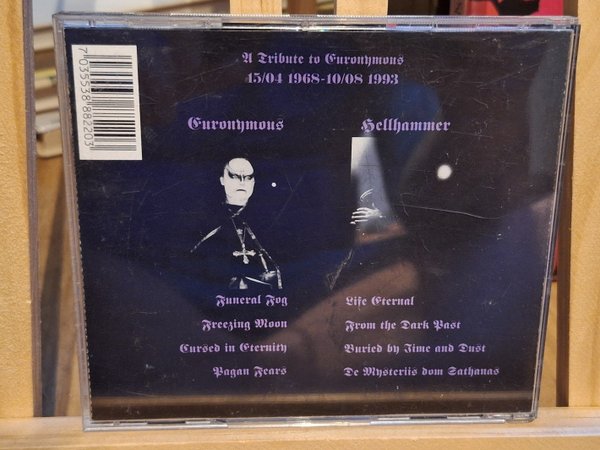 A Tribute to Euronymous
15/04 1968-10/08 1993
Euronymous
Hellhammer
Funeral Fog
Freezing Moon
Cursed in Eternity
Pagan Fears
Life Eternal
From the Dark Past
Buried by Time and Dust
De Mysteriis dom Sathanas
7035538882203